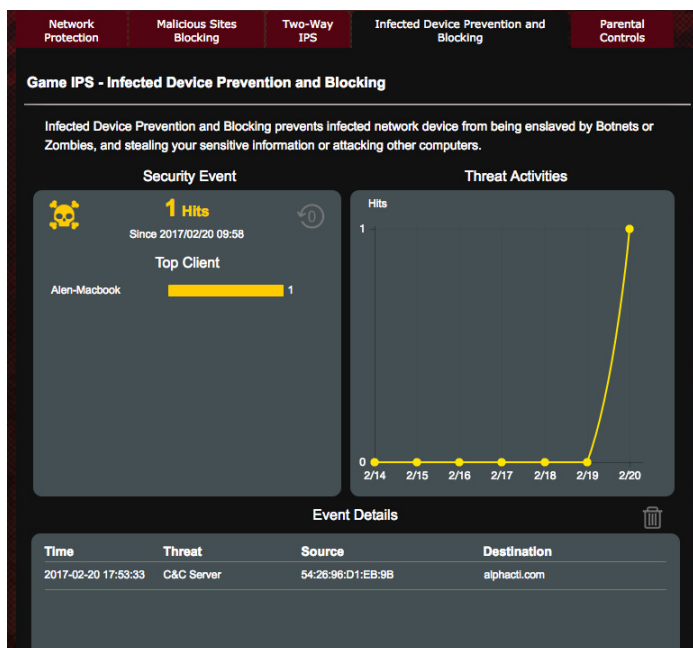 Network Protection
Malicious Sites Blocking
Two-Way IPS
Infected Device Prevention and Blocking
Parental Controls
Game IPS - Infected Device Prevention and Blocking
Infected Device Prevention and Blocking prevents infected network device from being enslaved by Botnets or
Zombies, and stealing your sensitive information or attacking other computers.
Security Event
1 Hits
0
Since 2017/02/20 09:58
Top Client
Alen-Macbook 1
Threat Activities
Hits
1
0
2/14 2/15 2/16 2/17 2/18 2/19 2/20
Event Details
Time Threat Source Destination
2017-02-20 17:53:33 C&C Server 54:26:96:D1:EB:9B alphacti.com